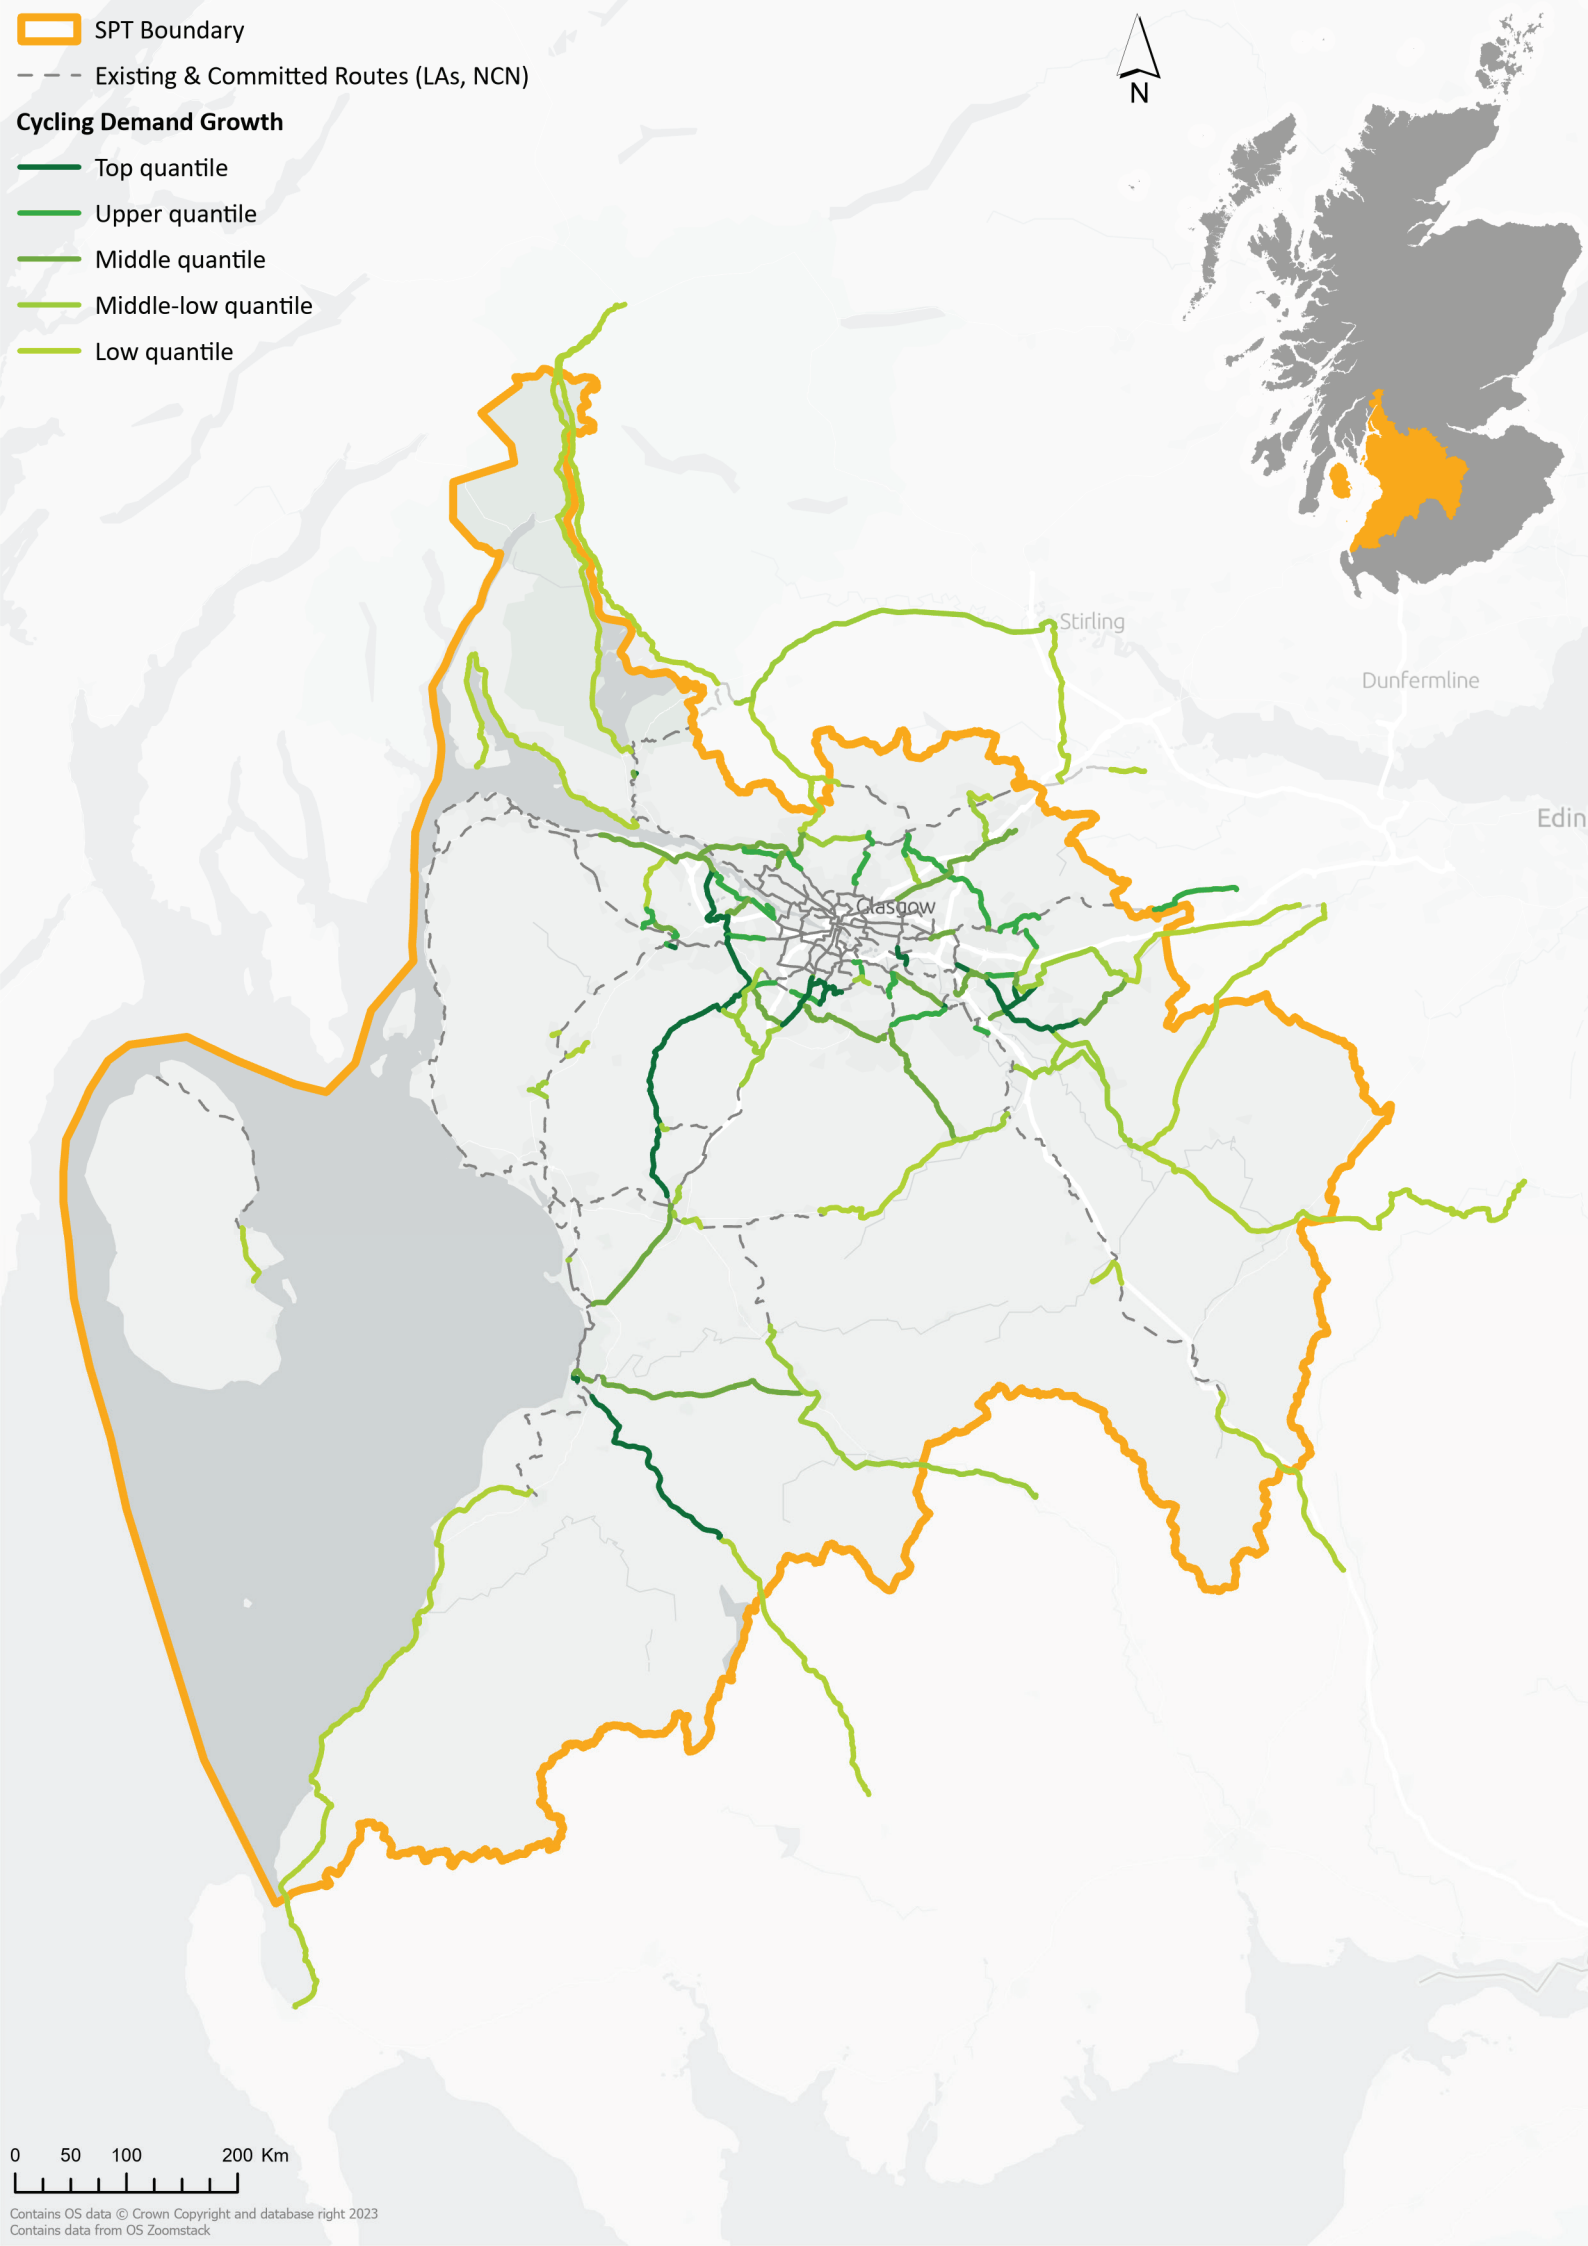 SPT Boundary
Existing & Committed Routes (LAs, NCN)
Cycling Demand Growth
Top quantile
Upper quantile
Middle quantile
Middle-low quantile
Low quantile
N
Stirling
Dunfermline
Edin
Glasgow
0 50 100 200 Km
Contains OS data © Crown Copyright and database right 2023
Contains data from OS Zoomstack